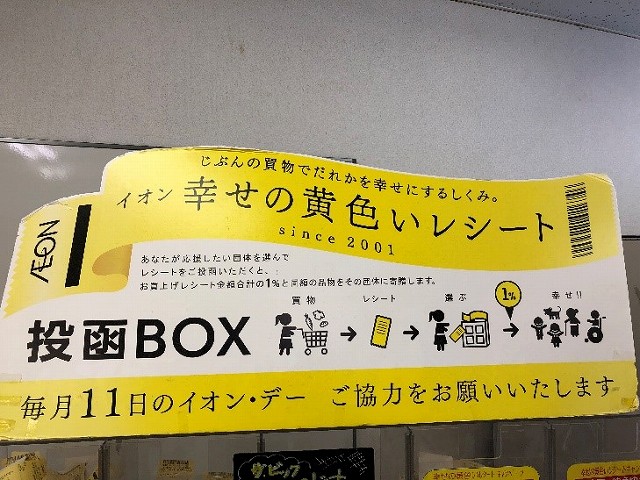 じぶんの買物でだれかを幸せにするしくみ。
イオン 幸せの黄色いレシート
since 2001
ÆON
あなたが応援したい団体を選んで
レシートをご投函いただくと、
お買上げレシート金額合計の1%と同額の品物をその団体に寄贈します。
買物 レシート 選ぶ 1% 幸せ!!
投函BOX
毎月11日のイオン・デー ご協力をお願いいたします